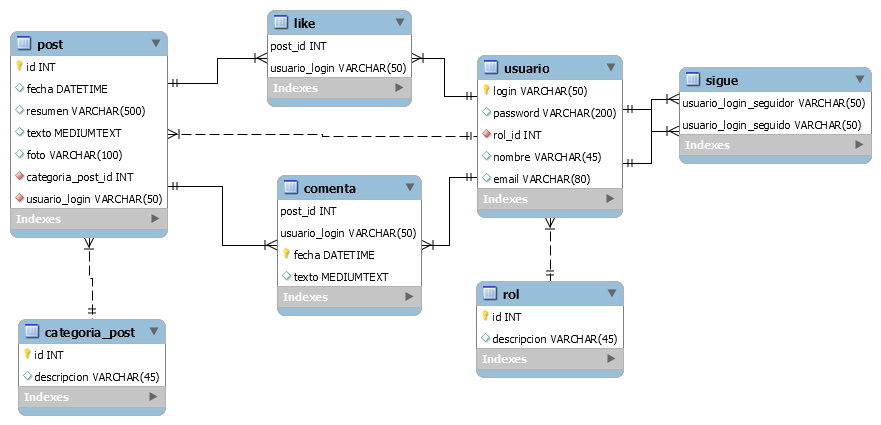 post
id INT
fecha DATETIME
resumen VARCHAR(500)
texto MEDIUMTEXT
foto VARCHAR(100)
categoria_post_id INT
usuario_login VARCHAR(50)
Indexes
like
post_id INT
usuario_login VARCHAR(50)
Indexes
usuario
login VARCHAR(50)
password VARCHAR(200)
rol_id INT
nombre VARCHAR(45)
email VARCHAR(80)
Indexes
sigue
usuario_login_seguidor VARCHAR(50)
usuario_login_seguido VARCHAR(50)
Indexes
comenta
post_id INT
usuario_login VARCHAR(50)
fecha DATETIME
texto MEDIUMTEXT
Indexes
categoria_post
id INT
descripcion VARCHAR(45)
Indexes
rol
id INT
descripcion VARCHAR(45)
Indexes